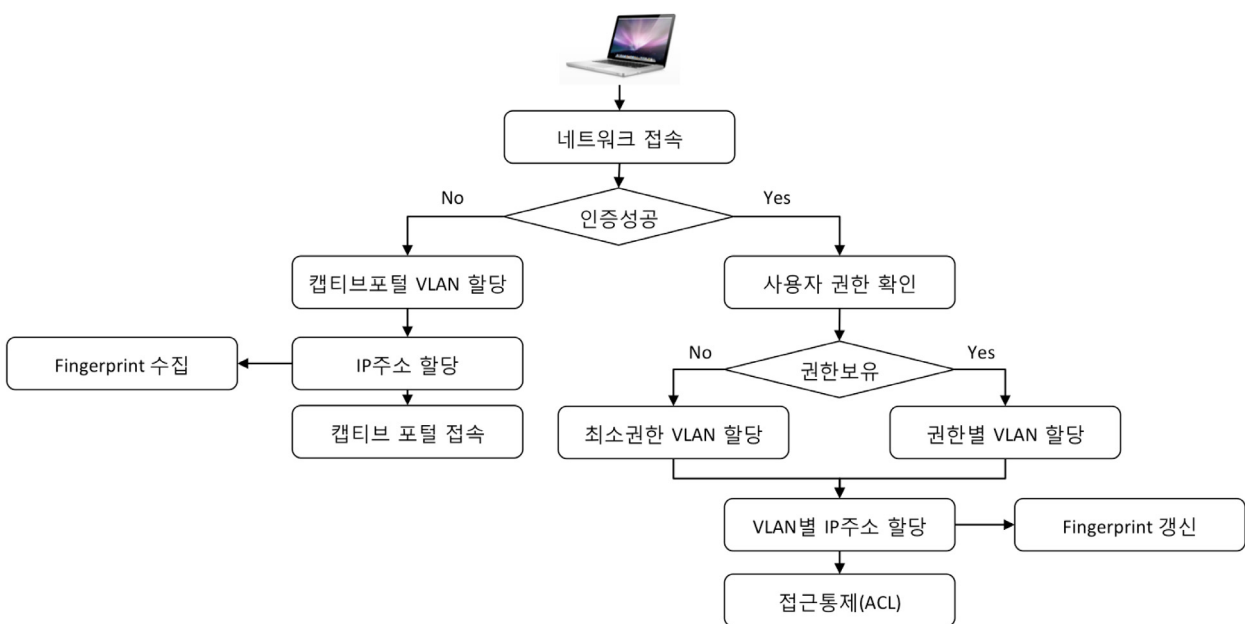 네트워크 접속
No
Yes
인증성공
캡티브포털 VLAN 할당
사용자 권한 확인
Fingerprint 수집
IP주소 할당
No
Yes
권한보유
캡티브 포털 접속
최소권한 VLAN 할당
권한별 VLAN 할당
VLAN별 IP주소 할당
Fingerprint 갱신
접근통제(ACL)